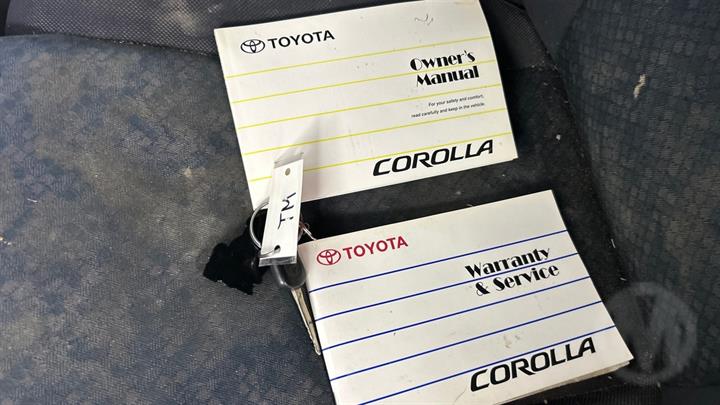 TOYOTA
Owner's
Manual
For your safety and comfort,
read carefully and keep in the vehicle.
COROLLA
TM
TOYOTA
Warranty
& Service
COROLLA